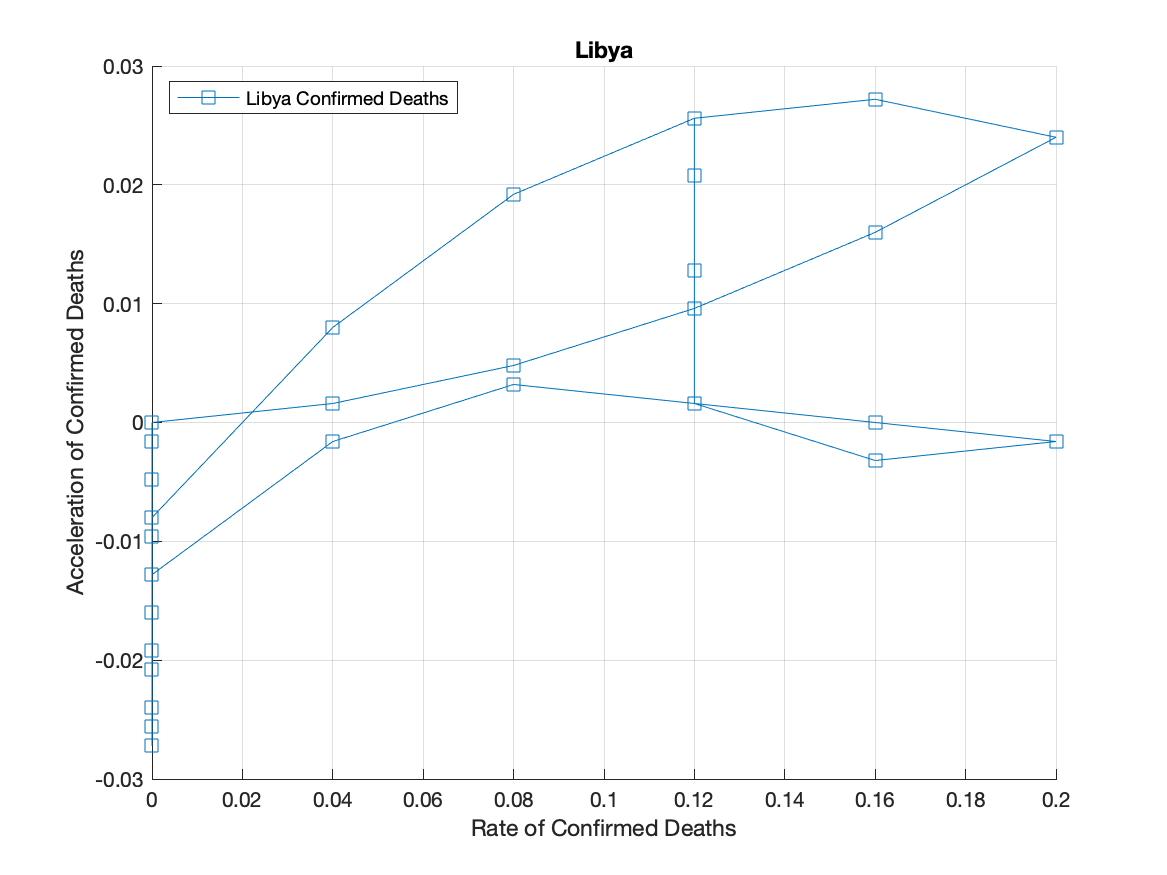 Libya
Libya Confirmed Deaths
0.03
0.02
0.01
0
-0.01
-0.02
-0.03
Acceleration of Confirmed Deaths
0 0.02 0.04 0.06 0.08 0.1 0.12 0.14 0.16 0.18 0.2
Rate of Confirmed Deaths